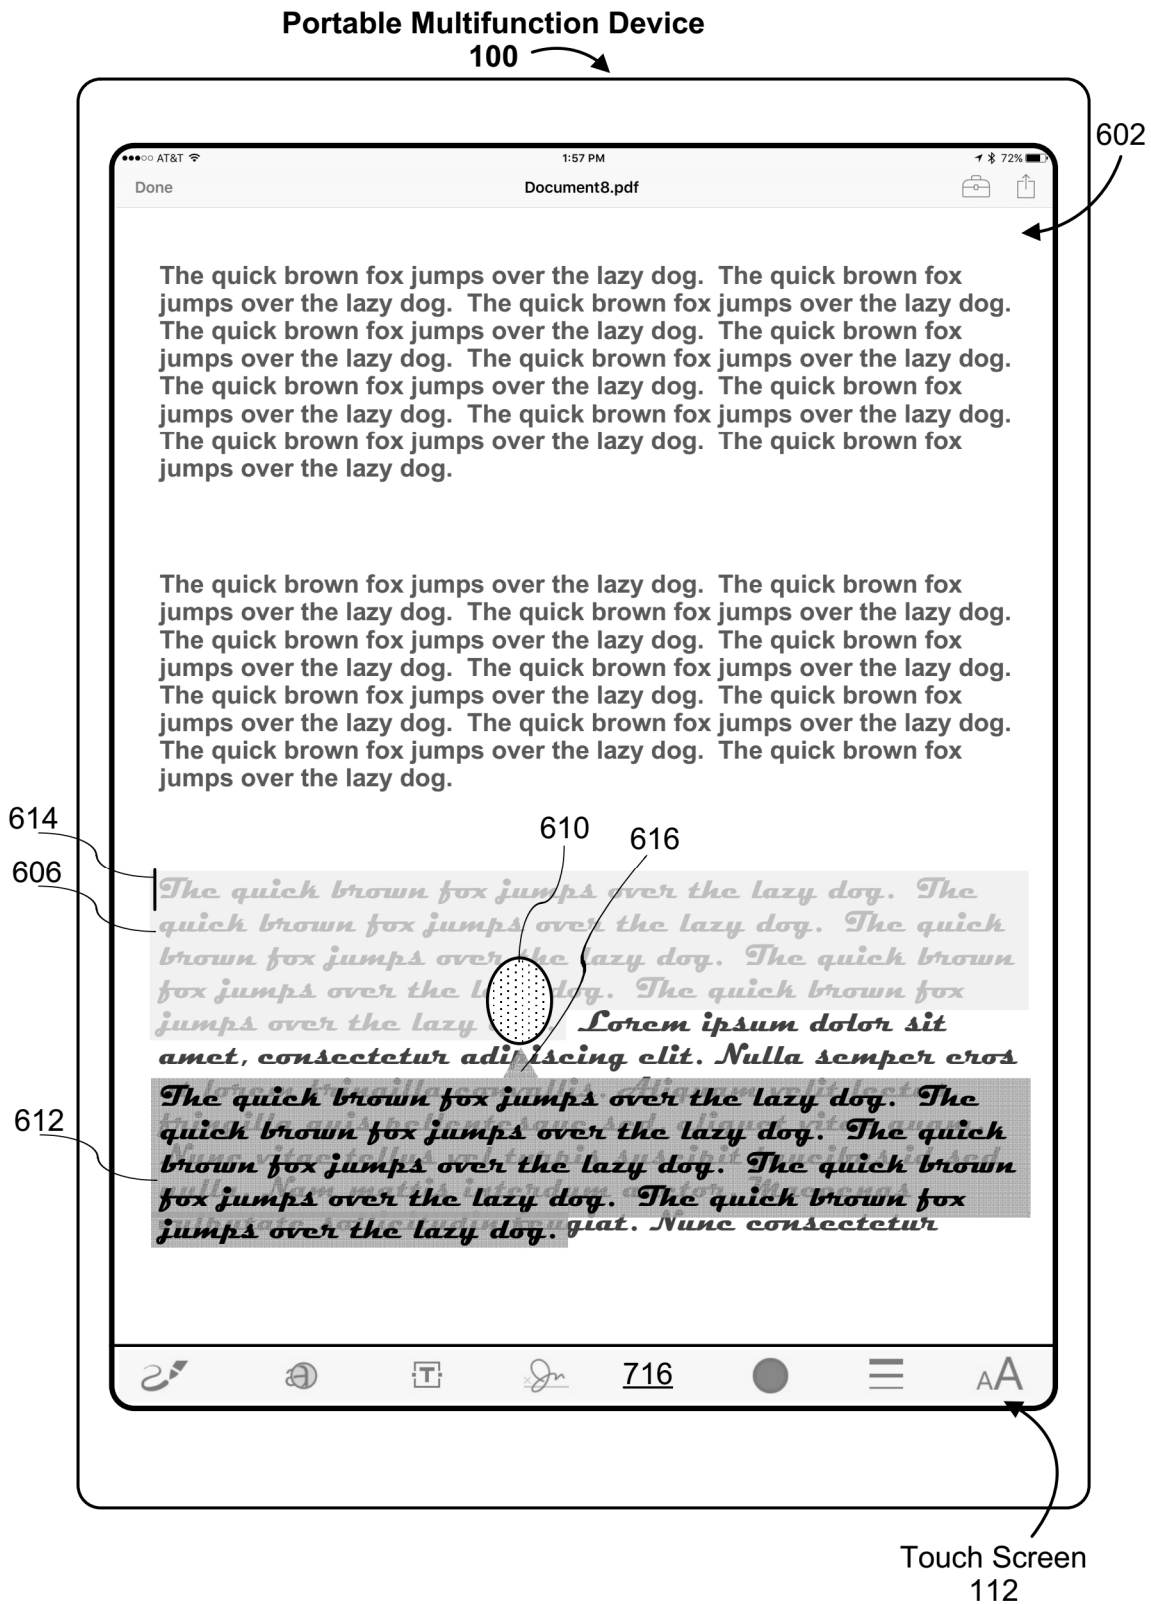 Portable Multifunction Device
100
602
AT&T 1:57 PM 72%
Done Document8.pdf
The quick brown fox jumps over the lazy dog. The quick brown fox
jumps over the lazy dog. The quick brown fox jumps over the lazy dog.
The quick brown fox jumps over the lazy dog. The quick brown fox
jumps over the lazy dog. The quick brown fox jumps over the lazy dog.
The quick brown fox jumps over the lazy dog. The quick brown fox
jumps over the lazy dog. The quick brown fox jumps over the lazy dog.
The quick brown fox jumps over the lazy dog. The quick brown fox
jumps over the lazy dog.
The quick brown fox jumps over the lazy dog. The quick brown fox
jumps over the lazy dog. The quick brown fox jumps over the lazy dog.
The quick brown fox jumps over the lazy dog. The quick brown fox
jumps over the lazy dog. The quick brown fox jumps over the lazy dog.
The quick brown fox jumps over the lazy dog. The quick brown fox
jumps over the lazy dog. The quick brown fox jumps over the lazy dog.
The quick brown fox jumps over the lazy dog. The quick brown fox
jumps over the lazy dog.
614
610
616
606
The quick brown fox jumps over the lazy dog. The
quick brown fox jumps over the lazy dog. The quick
brown fox jumps over the lazy dog. The quick brown
fox jumps over the dog. The quick brown fox
jumps over the lazy Lorem ipsum dolor sit
amet, consectetur adipiscing elit. Nulla semper eros
612
The quick brown fox jumps over the lazy dog. The
quick brown fox jumps over the lazy dog. The quick
brown fox jumps over the lazy dog. The quick brown
fox jumps over the lazy dog. The quick brown fox
jumps over the lazy dog. feugiat. Nunc consectetur
a T 716 AA
Touch Screen
112